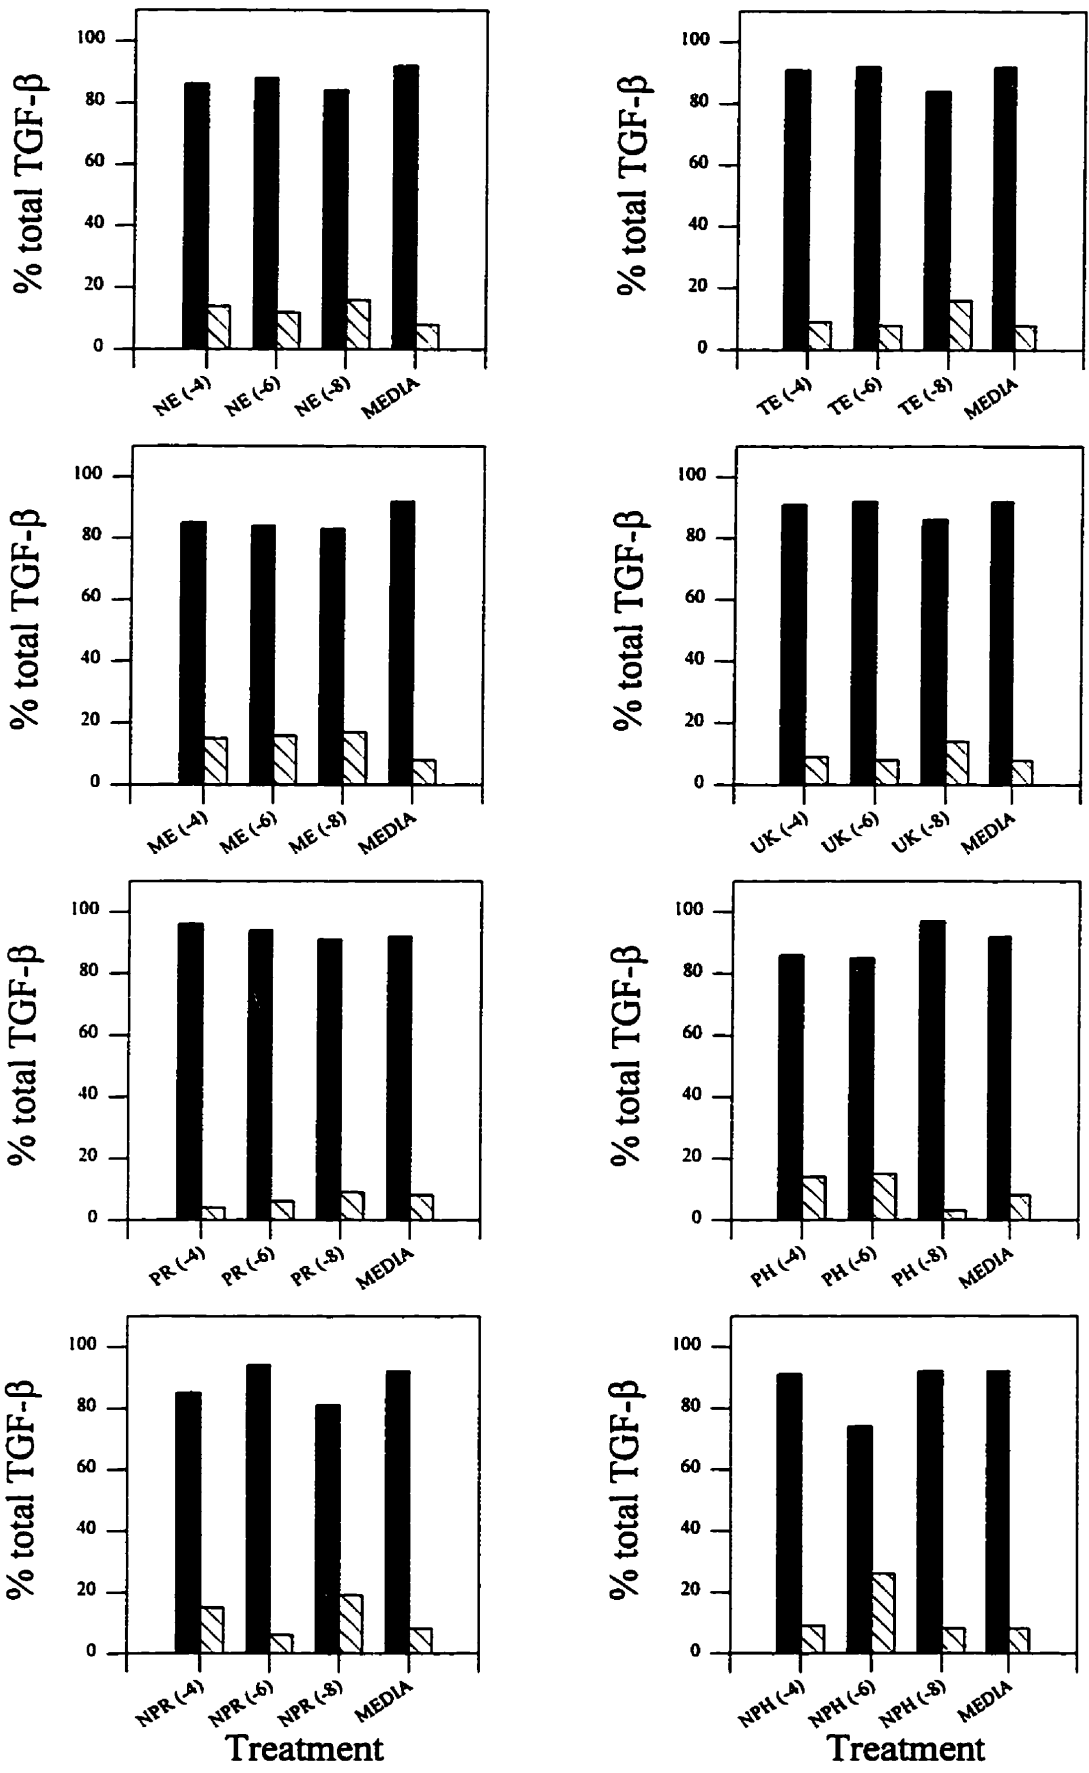 % total TGF-β
100
80
60
40
20
0
NE (-4) NE (-6) NE (-8) MEDIA
% total TGF-β
100
80
60
40
20
0
TE (-4) TE (-6) TE (-8) MEDIA
% total TGF-β
100
80
60
40
20
0
ME (-4) ME (-6) ME (-8) MEDIA
% total TGF-β
100
80
60
40
20
0
UK (-4) UK (-6) UK (-8) MEDIA
% total TGF-β
100
80
60
40
20
0
PR (-4) PR (-6) PR (-8) MEDIA
% total TGF-β
100
80
60
40
20
0
PH (-4) PH (-6) PH (-8) MEDIA
% total TGF-β
100
80
60
40
20
0
NPR (-4) NPR (-6) NPR (-8) MEDIA
Treatment
% total TGF-β
100
80
60
40
20
0
NPH (-4) NPH (-6) NPH (-8) MEDIA
Treatment